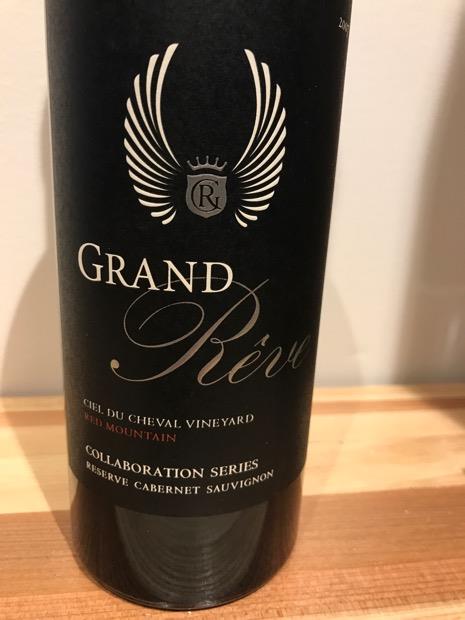 GR
GRAND
Rêve
CIEL DU CHEVAL VINEYARD
RED MOUNTAIN
COLLABORATION SERIES
RESERVE CABERNET SAUVIGNON